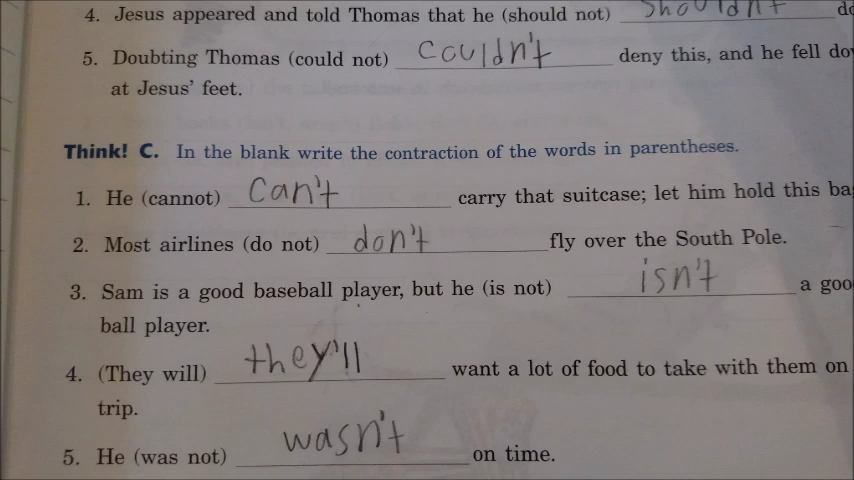 4. Jesus appeared and told Thomas that he (should not) shouldn't
5. Doubting Thomas (could not) couldn't deny this, and he fell
at Jesus' feet.
Think! C. In the blank write the contraction of the words in parentheses.
1. He (cannot) can't carry that suitcase; let him hold this
2. Most airlines (do not) don't fly over the South Pole.
3. Sam is a good baseball player, but he (is not) isn't a
ball player.
4. (They will) they'll want a lot of food to take with them on
trip.
5. He (was not) wasn't on time.